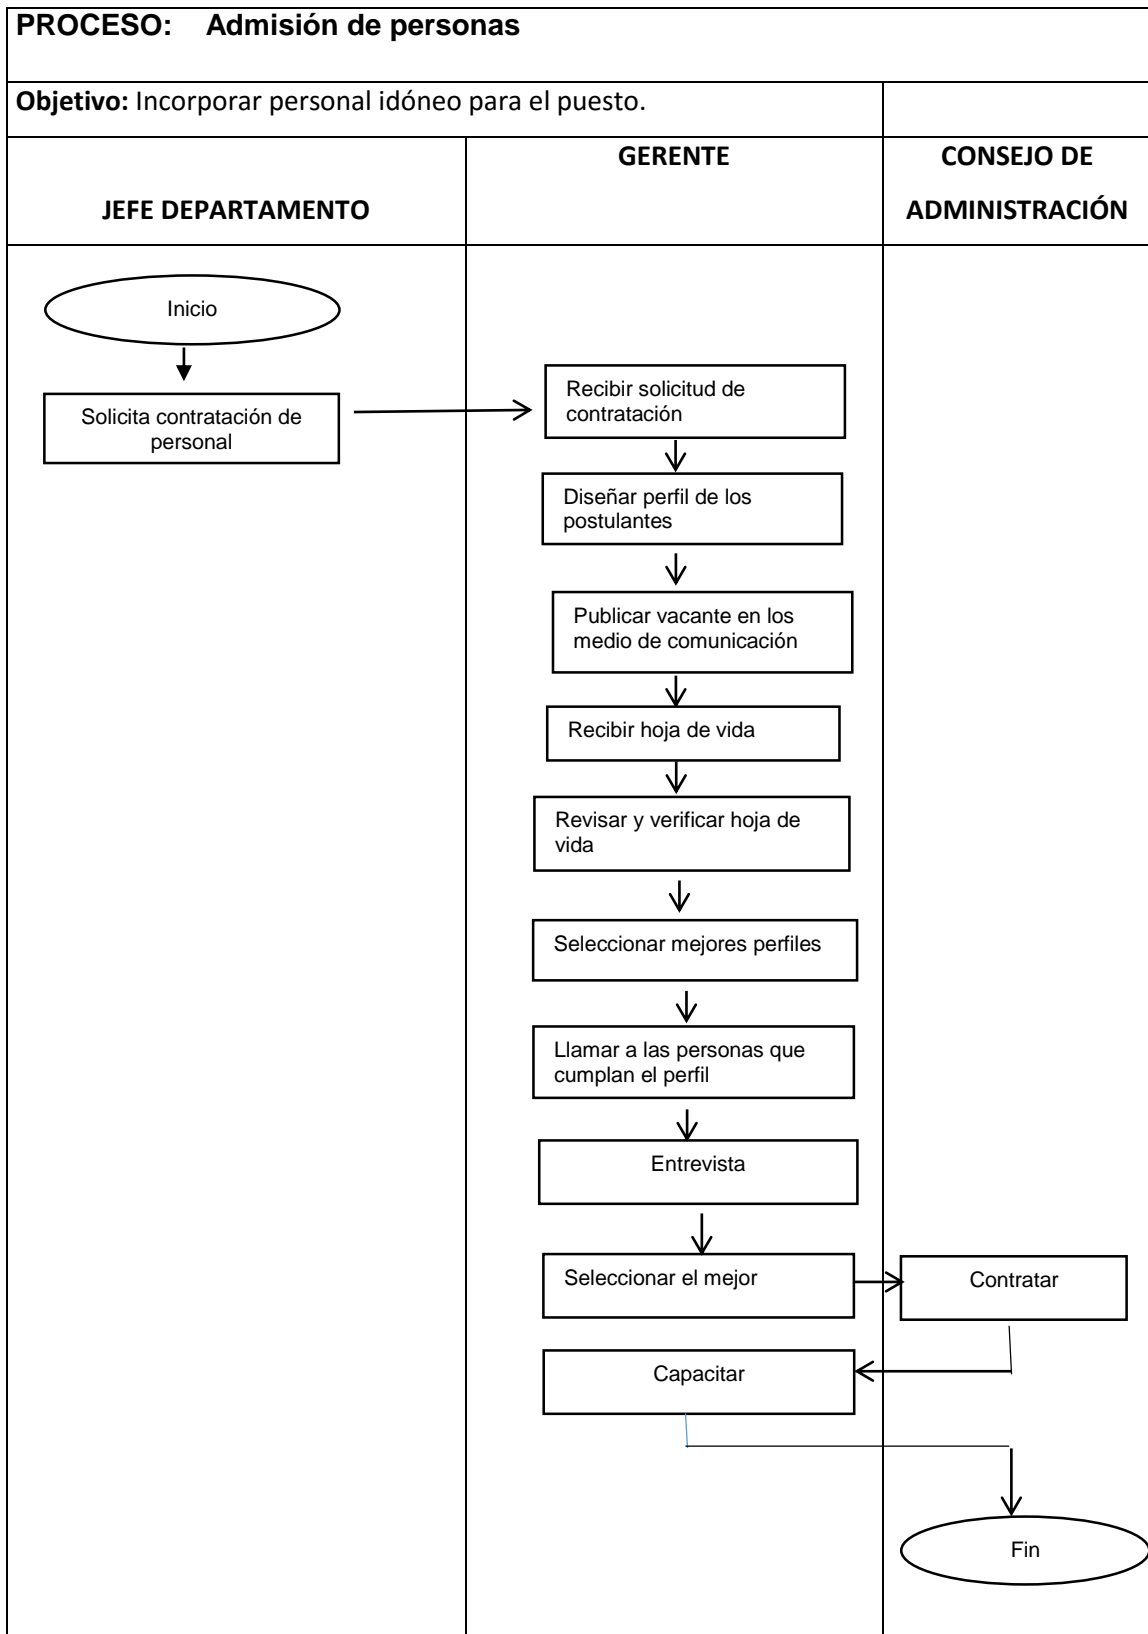 PROCESO: Admisión de personas
Objetivo: Incorporar personal idóneo para el puesto.
JEFE DEPARTAMENTO
GERENTE
CONSEJO DE
ADMINISTRACIÓN
Inicio
Solicita contratación de
personal
Recibir solicitud de
contratación
Diseñar perfil de los
postulantes
Publicar vacante en los
medio de comunicación
Recibir hoja de vida
Revisar y verificar hoja de
vida
Seleccionar mejores perfiles
Llamar a las personas que
cumplan el perfil
Entrevista
Seleccionar el mejor
Contratar
Capacitar
Fin